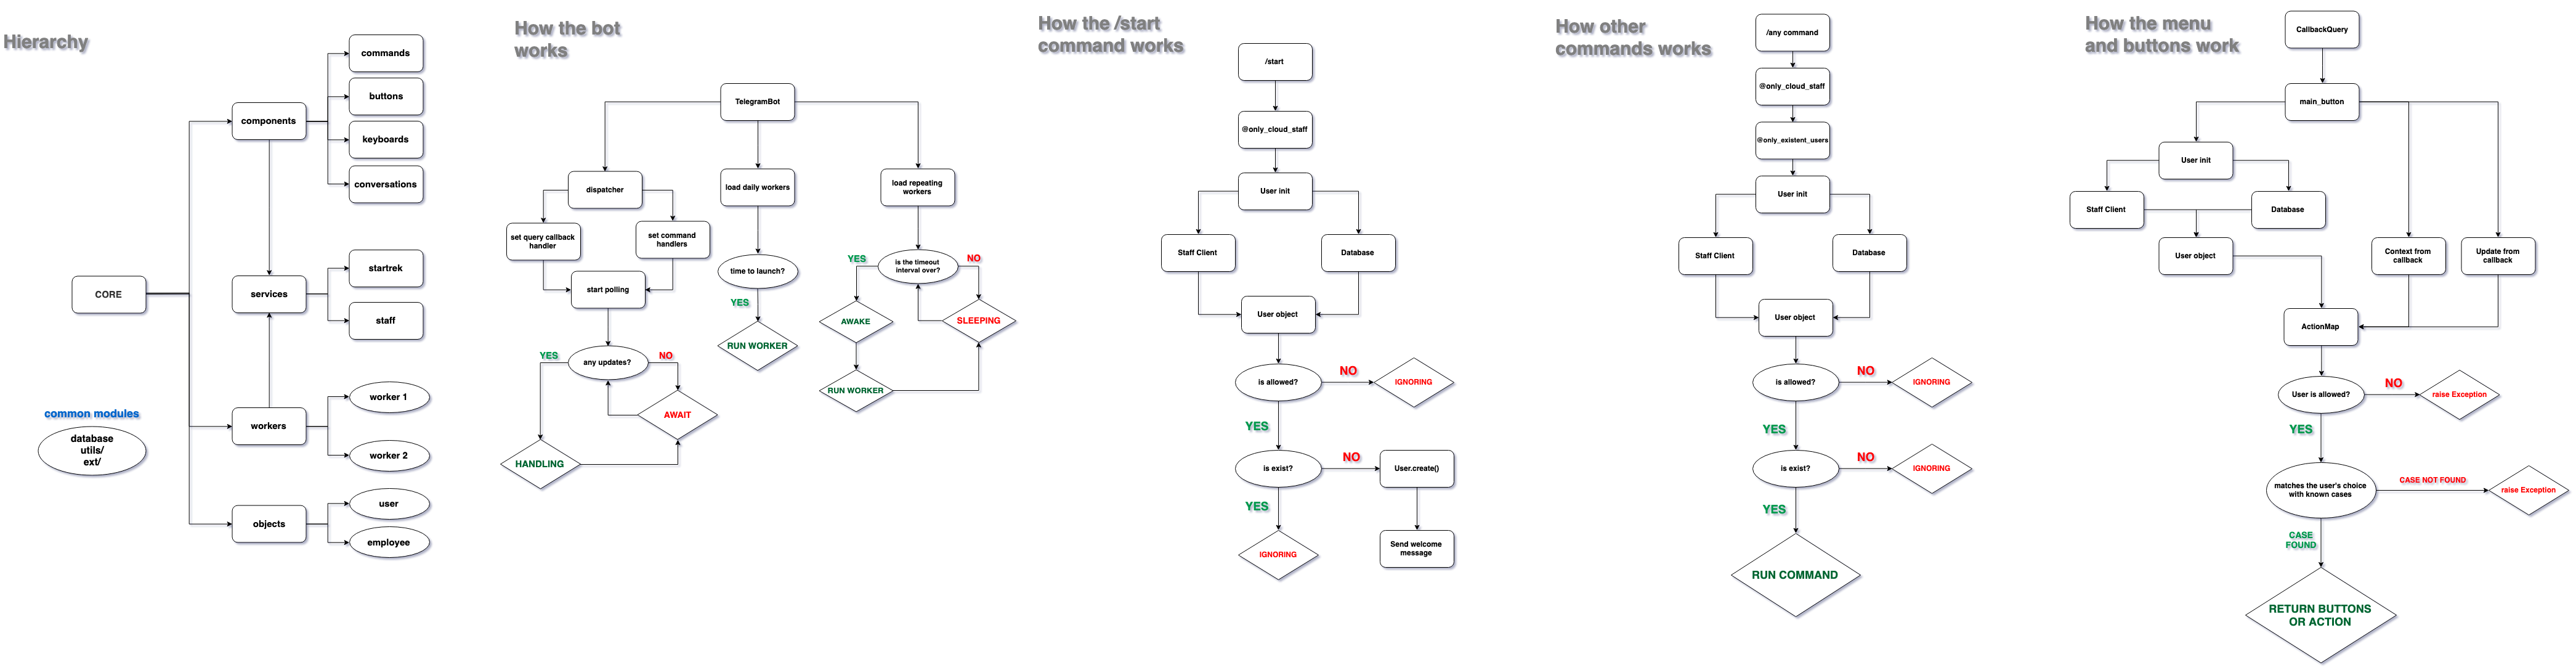 Hierarchy
CORE
common modules
database
utils/
ext/
components
services
workers
objects
commands
buttons
keyboards
conversations
startrek
staff
worker 1
worker 2
user
employee
How the bot
works
TelegramBot
dispatcher
load daily workers
load repeating
workers
set query callback
handler
set command
handlers
start polling
time to launch?
YES
RUN WORKER
is the timeout
interval over?
YES
NO
AWAKE
SLEEPING
RUN WORKER
any updates?
YES
NO
AWAIT
HANDLING
How the /start
command works
/start
@only_cloud_staff
User init
Staff Client
Database
User object
is allowed?
NO
IGNORING
YES
is exist?
NO
User.create()
YES
IGNORING
Send welcome
message
How other
commands works
/any command
@only_cloud_staff
@only_existent_users
User init
Staff Client
Database
User object
is allowed?
NO
IGNORING
YES
is exist?
NO
IGNORING
YES
RUN COMMAND
How the menu
and buttons work
CallbackQuery
main_button
User init
Staff Client
Database
User object
Context from
callback
Update from
callback
ActionMap
User is allowed?
NO
raise Exception
YES
matches the user's choice
with known cases
CASE NOT FOUND
raise Exception
CASE
FOUND
RETURN BUTTONS
OR ACTION